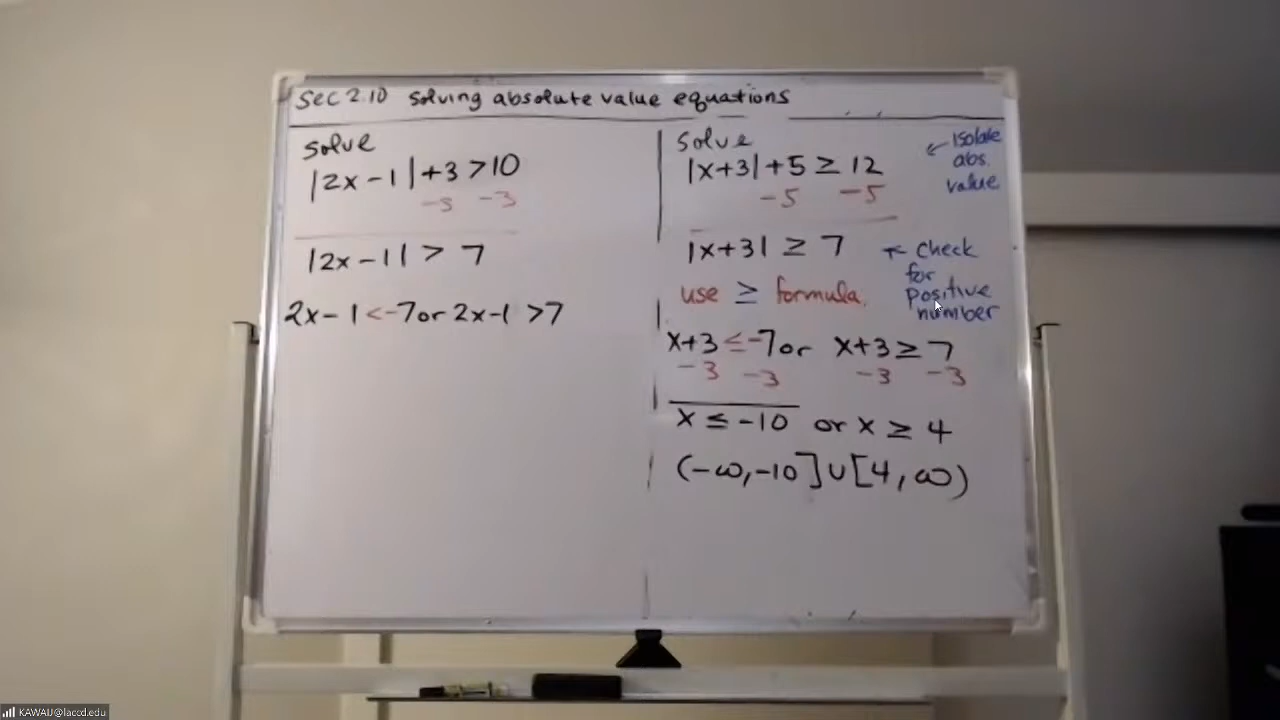 Sec 2.10 Solving absolute value equations
Solve
|2x - 1| + 3 > 10
-3 -3
|2x - 1| > 7
2x - 1 < -7 or 2x - 1 > 7
Solve
|x+3| + 5 ≥ 12
-5 -5
← isolate
abs.
value
|x+3| ≥ 7
← Check
for
positive
number
use ≥ formula.
x+3 ≤ -7 or x+3 ≥ 7
-3 -3 -3 -3
x ≤ -10 or x ≥ 4
(-∞, -10] ∪ [4, ∞)
KAWAIJ@laccd.edu